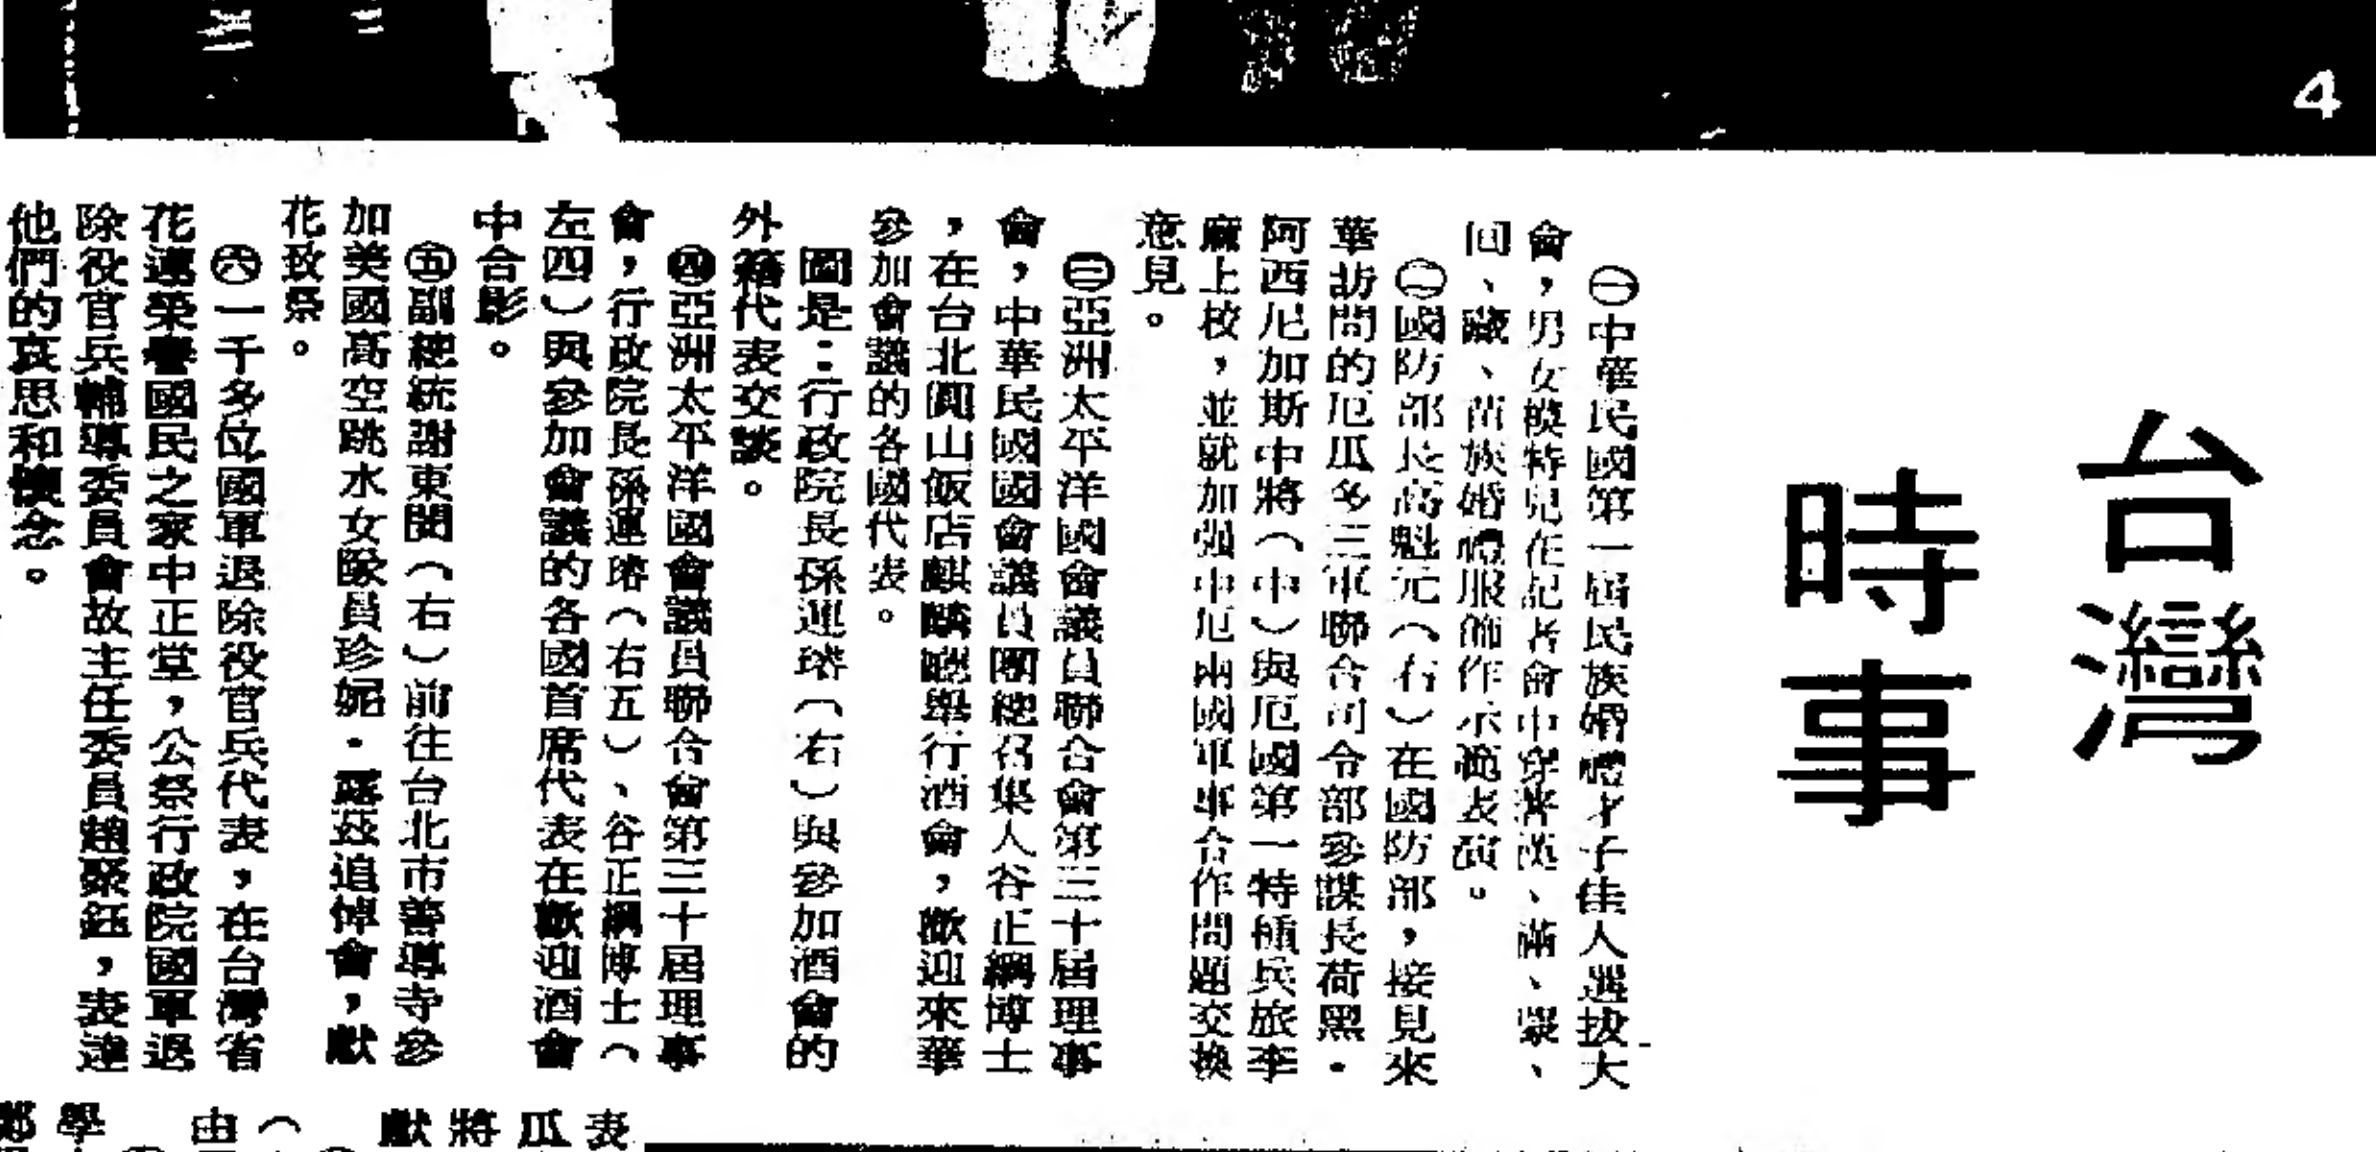 4
台灣
時事
㊀中華民國第一屆民族婚禮才子佳人選拔大
會，男女模特兒在記者會中穿著漢、滿、蒙、
回、藏、苗族婚禮服飾作示範表演。
㊁國防部長高魁元（右）在國防部，接見來
華訪問的厄瓜多三軍聯合司令部參謀長荷黑·
阿西尼加斯中將（中）與厄國第一特種兵旅李
麻上校，並就加強中厄兩國軍事合作問題交換
意見。
㊂亞洲太平洋國會議員聯合會第三十屆理事
會，中華民國國會議員團總召集人谷正綱博士
，在台北圓山飯店麒麟廳舉行酒會，歡迎來華
參加會議的各國代表。
圖是：行政院長孫運璿（右）與參加酒會的
外籍代表交談。
㊃亞洲太平洋國會議員聯合會第三十屆理事
會，行政院長孫運璿（右五）、谷正綱博士（
左四）與參加會議的各國首席代表在歡迎酒會
中合影。
㊄副總統謝東閔（右）前往台北市善導寺參
加美國高空跳水女隊員珍妮·羅茲追悼會，獻
花致祭。
㊅一千多位國軍退除役官兵代表，在台灣省
花蓮榮譽國民之家中正堂，公祭行政院國軍退
除役官兵輔導委員會故主任委員趙聚鈺，表達
他們的哀思和懷念。
表
瓜
將
獻
（
由
學
鄭